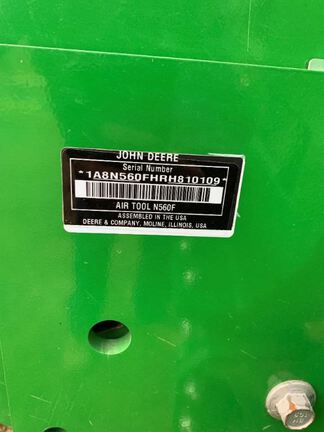 JOHN DEERE
Serial Number
*1A8N560FHRH810109*
AIR TOOL N560F
ASSEMBLED IN THE USA
DEERE & COMPANY, MOLINE, ILLINOIS, USA